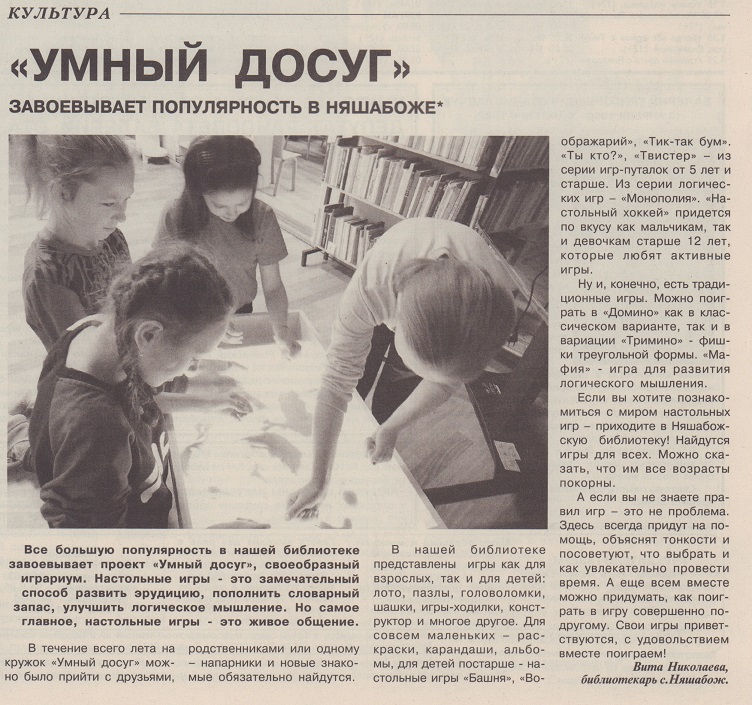 КУЛЬТУРА
«УМНЫЙ ДОСУГ»
ЗАВОЕВЫВАЕТ ПОПУЛЯРНОСТЬ В НЯШАБОЖЕ*
Все большую популярность в нашей библиотеке
завоевывает проект «Умный досуг», своеобразный
159играриум. Настольные игры - это замечательный
способ развить эрудицию, пополнить словарный
запас, улучшить логическое мышление. Но самое
главное, настольные игры - это живое общение.
В течение всего лета на
кружок «Умный досуг» мож-
но было прийти с друзьями,
родственниками или одному
– напарники и новые знако-
мые обязательно найдутся.
В нашей библиотеке
представлены игры как для
взрослых, так и для детей:
лото, пазлы, головоломки,
шашки, игры-ходилки, конст-
руктор и многое другое. Для
совсем маленьких – рас-
краски, карандаши, альбо-
мы, для детей постарше - на-
стольные игры «Башня», «Во-
ображарий», «Тик-так бум».
«Ты кто?», «Твистер» – из
серии игр-путалок от 5 лет и
старше. Из серии логичес-
ких игр – «Монополия». «На-
стольный хоккей» придется
по вкусу как мальчикам, так
и девочкам старше 12 лет,
которые любят активные
игры.
Ну и, конечно, есть тради-
ционные игры. Можно поиг-
рать в «Домино» как в клас-
сическом варианте, так и в
вариации «Тримино» - фиш-
ки треугольной формы. «Ма-
фия» - игра для развития
логического мышления.
Если вы хотите познако-
миться с миром настольных
игр – приходите в Няшабож-
скую библиотеку! Найдутся
игры для всех. Можно ска-
зать, что им все возрасты
покорны.
А если вы не знаете пра-
вил игр – это не проблема.
Здесь всегда придут на по-
мощь, объяснят тонкости и
посоветуют, что выбрать и
как увлекательно провести
время. А еще всем вместе
можно придумать, как поиг-
рать в игру совершенно по-
другому. Свои игры привет-
ствуются, с удовольствием
вместе поиграем!
Вита Николаева,
библиотекарь с.Няшабож.